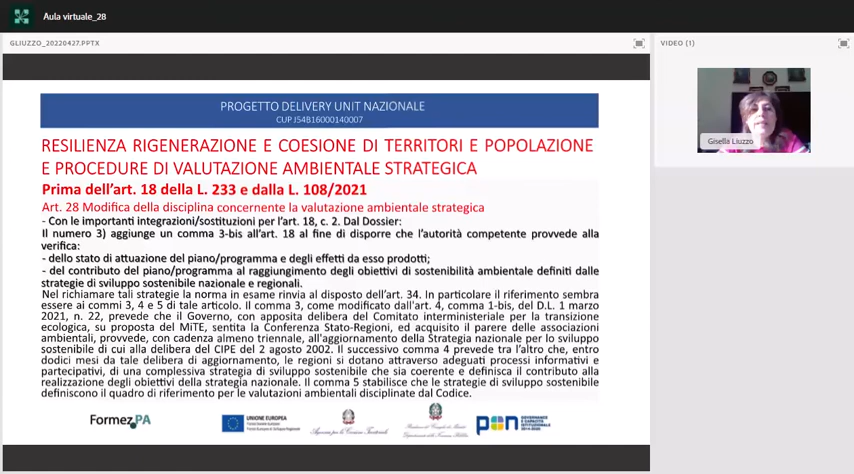 Aula virtuale_28
GLIUZZO_20220427.PPTX
VIDEO (1)
PROGETTO DELIVERY UNIT NAZIONALE
CUP J54B16000140007
RESILIENZA RIGENERAZIONE E COESIONE DI TERRITORI E POPOLAZIONE
E PROCEDURE DI VALUTAZIONE AMBIENTALE STRATEGICA
Prima dell'art. 18 della L. 233 e dalla L. 108/2021
Art. 28 Modifica della disciplina concernente la valutazione ambientale strategica
- Con le importanti integrazioni/sostituzioni per l'art. 18, c. 2. Dal Dossier:
Il numero 3) aggiunge un comma 3-bis all'art. 18 al fine di disporre che l'autorità competente provvede alla
verifica:
- dello stato di attuazione del piano/programma e degli effetti da esso prodotti;
- del contributo del piano/programma al raggiungimento degli obiettivi di sostenibilità ambientale definiti dalle
strategie di sviluppo sostenibile nazionale e regionali.
Nel richiamare tali strategie la norma in esame rinvia al disposto dell'art. 34. In particolare il riferimento sembra
essere ai commi 3, 4 e 5 di tale articolo. Il comma 3, come modificato dall'art. 4, comma 1-bis, del D.L. 1 marzo
2021, n. 22, prevede che il Governo, con apposita delibera del Comitato interministeriale per la transizione
ecologica, su proposta del MiTE, sentita la Conferenza Stato-Regioni, ed acquisito il parere delle associazioni
ambientali, provvede, con cadenza almeno triennale, all'aggiornamento della Strategia nazionale per lo sviluppo
sostenibile di cui alla delibera del CIPE del 2 agosto 2002. Il successivo comma 4 prevede tra l'altro che, entro
dodici mesi da tale delibera di aggiornamento, le regioni si dotano attraverso adeguati processi informativi e
partecipativi, di una complessiva strategia di sviluppo sostenibile che sia coerente e definisca il contributo alla
realizzazione degli obiettivi della strategia nazionale. Il comma 5 stabilisce che le strategie di sviluppo sostenibile
definiscono il quadro di riferimento per le valutazioni ambientali disciplinate dal Codice.
Gisella Liuzzo
Formez PA
UNIONE EUROPEA
Agenzia per la Coesione Territoriale
pon
GOVERNANCE
E CAPACITÀ
ISTITUZIONALE
2014-2020